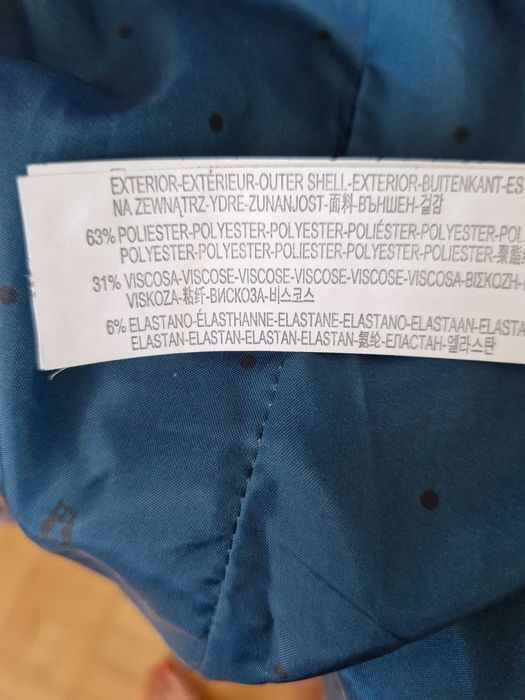 EXTERIOR-EXTÉRIEUR-OUTER SHELL-EXTERIOR-BUITENKANT-ES
NA ZEWNĄTRZ-YDRE-ZUNANJOST-面料-ВЪНШЕН-겉감
63% POLIESTER-POLYESTER-POLYESTER-POLIÉSTER-POLYESTER-POL
POLYESTER-POLYESTER-POLIESTER-POLYESTER-聚酯
31% VISCOSA-VISCOSE-VISCOSE-VISCOSE-VISCOSE-VISCOSA-ΒΙΣΚΟΖΗ-
VISKOZA-粘纤-ВИСКОЗА-비스코스
6% ELASTANO-ÉLASTHANNE-ELASTANE-ELASTANO-ELASTAAN-ELASTA
ELASTAN-ELASTAN-ELASTAN-ELASTAN-氨纶-ЕЛАСТАН-엘라스탄